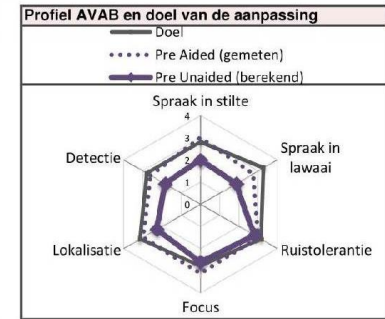 Profiel AVAB en doel van de aanpassing
Doel
Pre Aided (gemeten)
Pre Unaided (berekend)
Spraak in stilte
4
3
2
1
0
Spraak in
lawaai
Detectie
Lokalisatie
Ruistolerantie
Focus